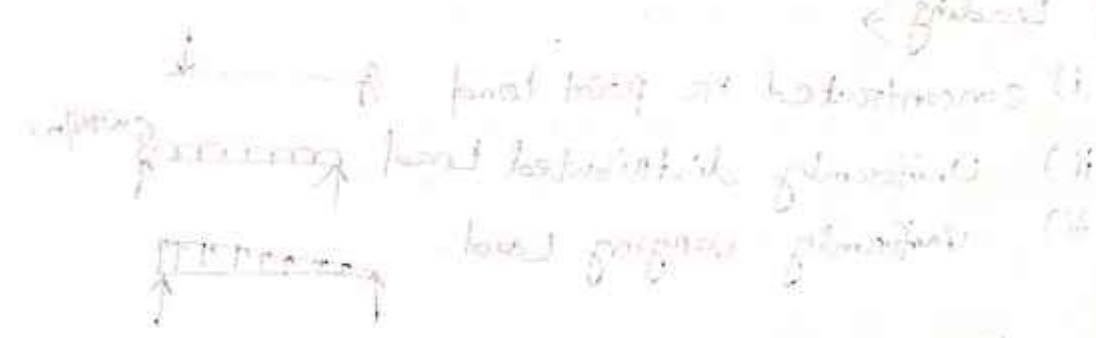 Loading >
i) concentrated or point load
ii) uniformly distributed Load
iii) uniformly varying Load